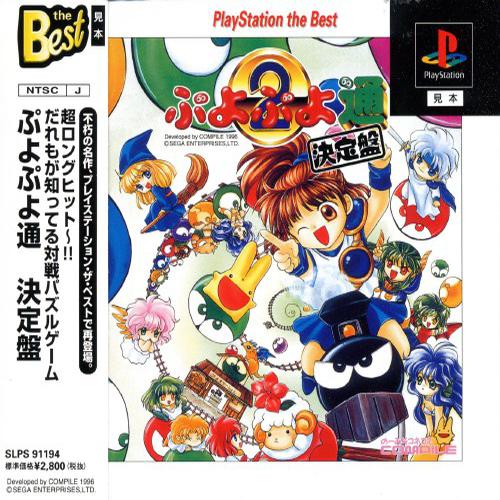 the
Best
見本
NTSC J
不朽の名作、プレイステーション・ザ・ベストで再登場。
超ロングヒット〜!!
だれもが知ってる対戦パズルゲーム
ぷよぷよ通 決定盤
SLPS 91194
標準価格¥2,800(税抜)
Developed by COMPILE 1996
©SEGA ENTERPRISES,LTD.
PlayStation the Best
PlayStation
見本
ぷよぷよ通
2
決定盤
Developed by COMPILE 1996
©SEGA ENTERPRISES,LTD.
COMPILE